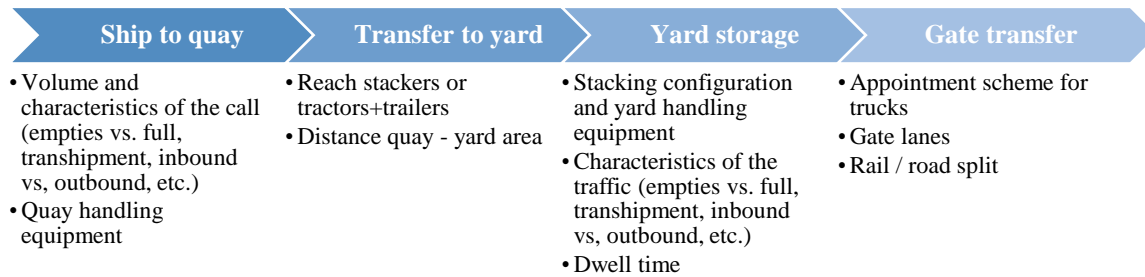 Ship to quay
Transfer to yard
Yard storage
Gate transfer
• Volume and
characteristics of the call
(empties vs. full,
transhipment, inbound
vs, outbound, etc.)
• Quay handling
equipment
• Reach stackers or
tractors+trailers
• Distance quay - yard area
• Stacking configuration
and yard handling
equipment
• Characteristics of the
traffic (empties vs. full,
transhipment, inbound
vs, outbound, etc.)
• Dwell time
• Appointment scheme for
trucks
• Gate lanes
• Rail / road split